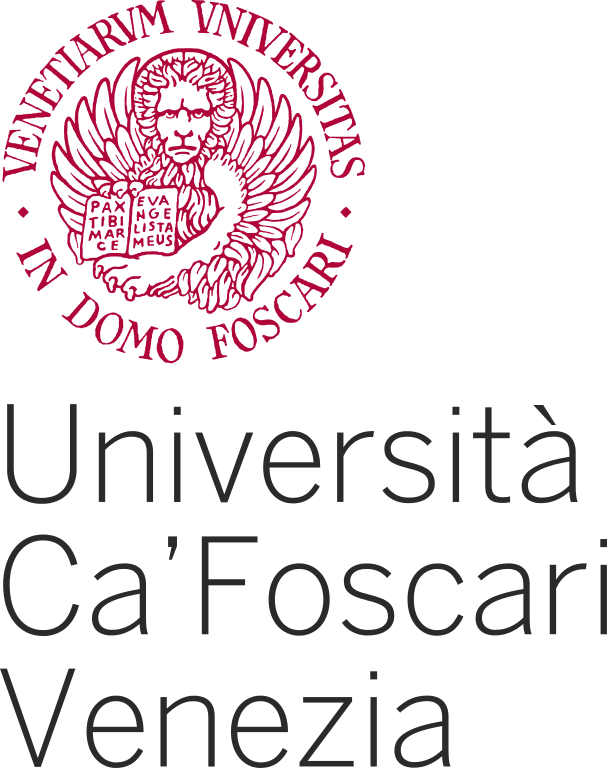 VENETIARVM VNIVERSITAS
IN DOMO FOSCARI
PAX
TIBI
MAR
CE
EVA
NGE
LISTA
MEUS
Università
Ca’Foscari
Venezia